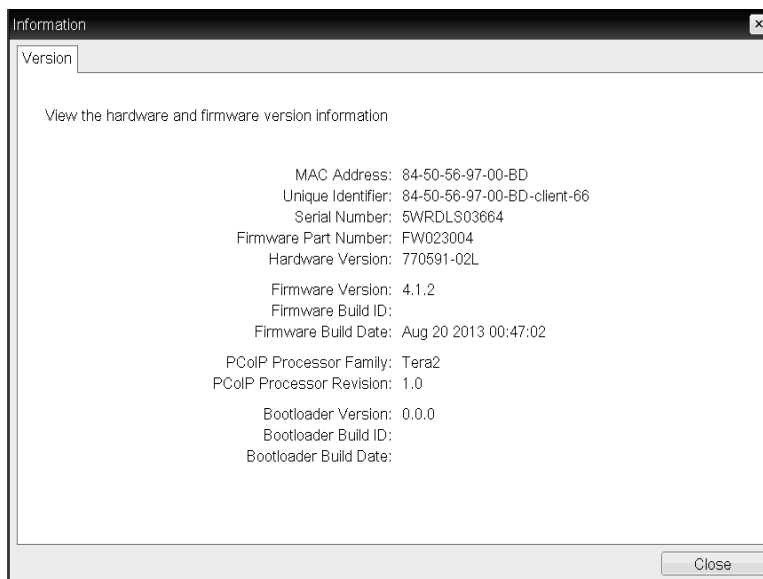 Information
Version
View the hardware and firmware version information
MAC Address: 84-50-56-97-00-BD
Unique Identifier: 84-50-56-97-00-BD-client-66
Serial Number: 5WRDLS03664
Firmware Part Number: FW023004
Hardware Version: 770591-02L
Firmware Version: 4.1.2
Firmware Build ID:
Firmware Build Date: Aug 20 2013 00:47:02
PCoIP Processor Family: Tera2
PCoIP Processor Revision: 1.0
Bootloader Version: 0.0.0
Bootloader Build ID:
Bootloader Build Date:
Close